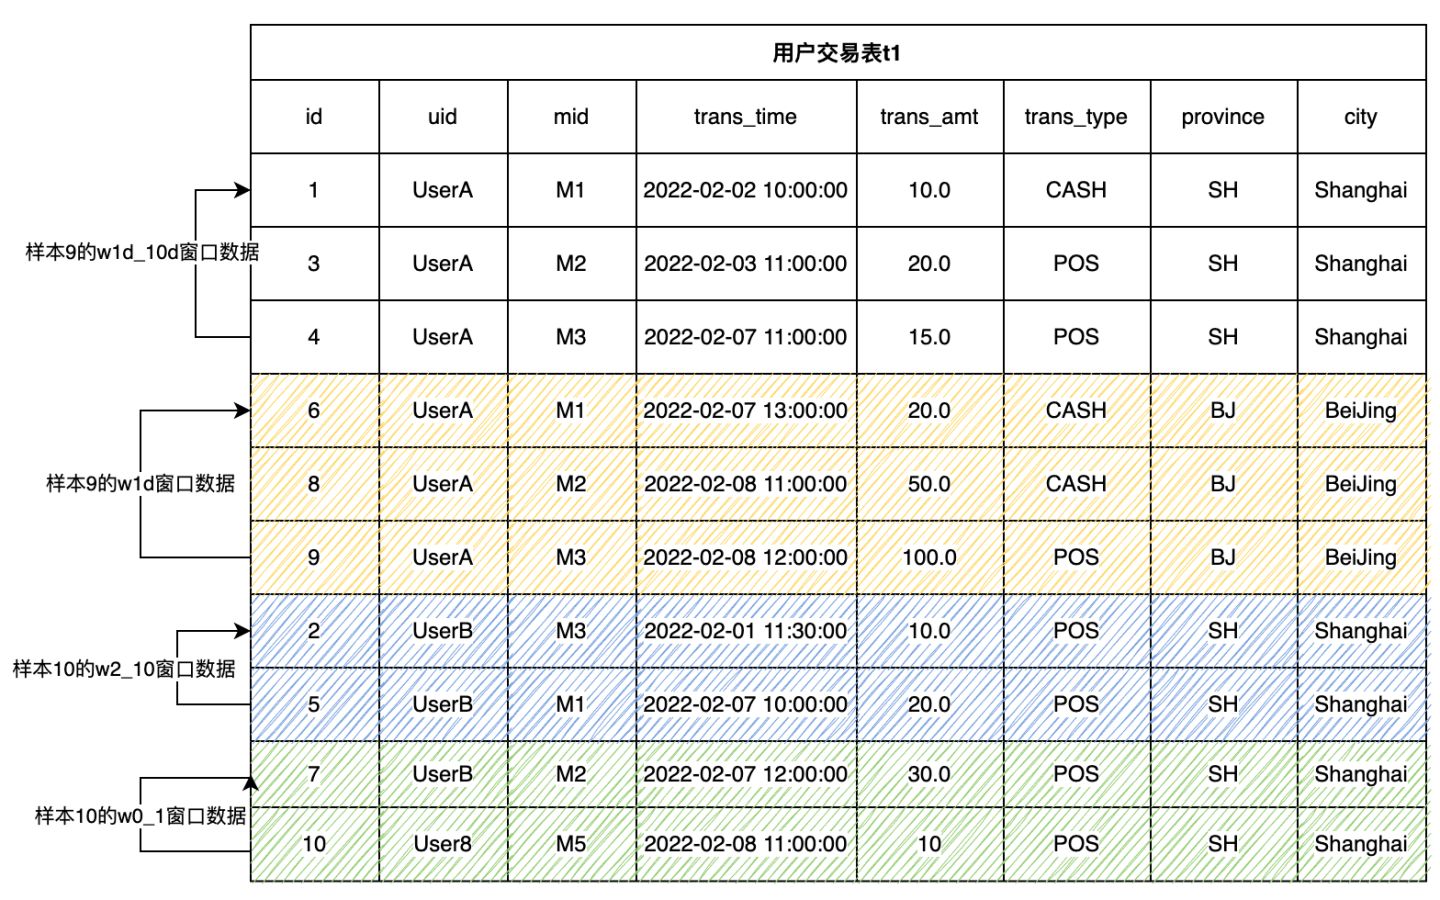 用户交易表t1
id uid mid trans_time trans_amt trans_type province city
1 UserA M1 2022-02-02 10:00:00 10.0 CASH SH Shanghai
样本9的w1d_10d窗口数据
3 UserA M2 2022-02-03 11:00:00 20.0 POS SH Shanghai
4 UserA M3 2022-02-07 11:00:00 15.0 POS SH Shanghai
6 UserA M1 2022-02-07 13:00:00 20.0 CASH BJ BeiJing
样本9的w1d窗口数据
8 UserA M2 2022-02-08 11:00:00 50.0 CASH BJ BeiJing
9 UserA M3 2022-02-08 12:00:00 100.0 POS BJ BeiJing
2 UserB M3 2022-02-01 11:30:00 10.0 POS SH Shanghai
样本10的w2_10窗口数据
5 UserB M1 2022-02-07 10:00:00 20.0 POS SH Shanghai
7 UserB M2 2022-02-07 12:00:00 30.0 POS SH Shanghai
样本10的w0_1窗口数据
10 User8 M5 2022-02-08 11:00:00 10 POS SH Shanghai